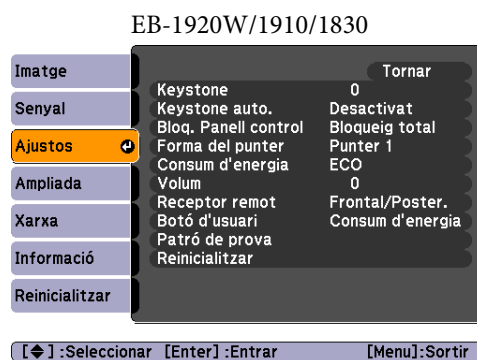 EB-1920W/1910/1830
Imatge
Senyal
Ajustos
Ampliada
Xarxa
Informació
Reinicialitzar
Tornar
Keystone 0
Keystone auto. Desactivat
Bloq. Panell control Bloqueig total
Forma del punter Punter 1
Consum d'energia ECO
Volum 0
Receptor remot Frontal/Poster.
Botó d'usuari Consum d'energia
Patró de prova
Reinicialitzar
[◆] :Seleccionar [Enter] :Entrar [Menu]:Sortir